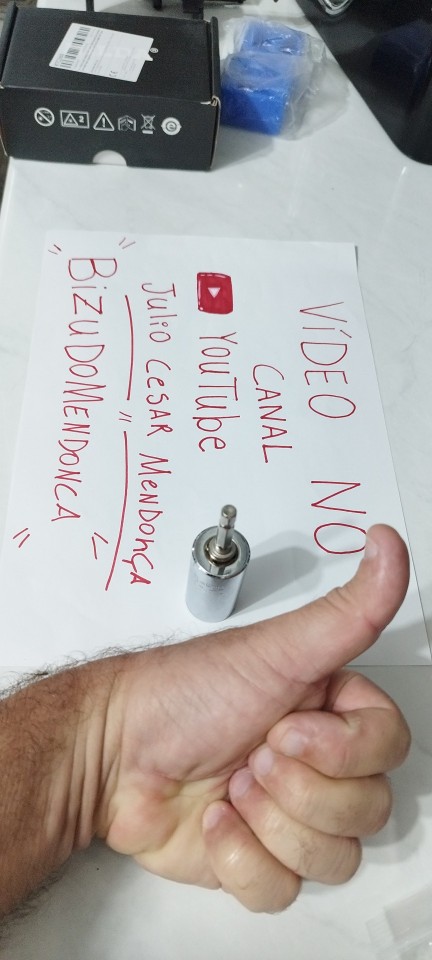 VÍDEO NO
CANAL
YouTube
Julio Cesar Mendonça
"BizuDOMENDONCA"